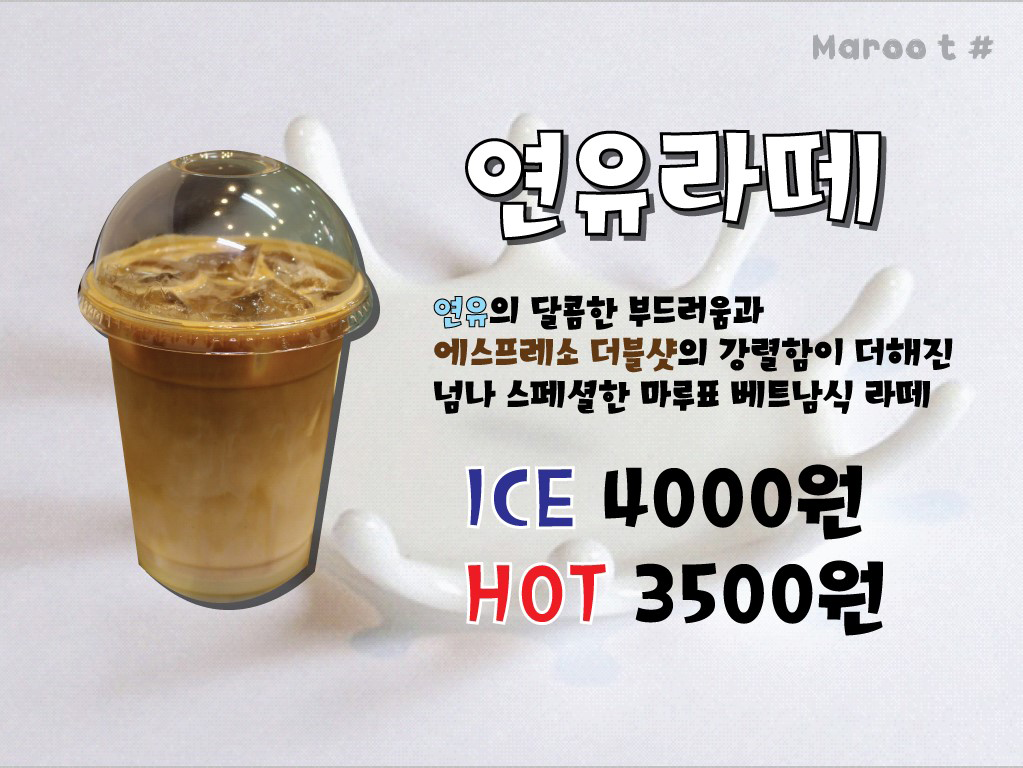 Maroo t #
연유라떼
연유의 달콤한 부드러움과
에스프레소 더블샷의 강렬함이 더해진
넘나 스페셜한 마루표 베트남식 라떼
ICE 4000원
HOT 3500원